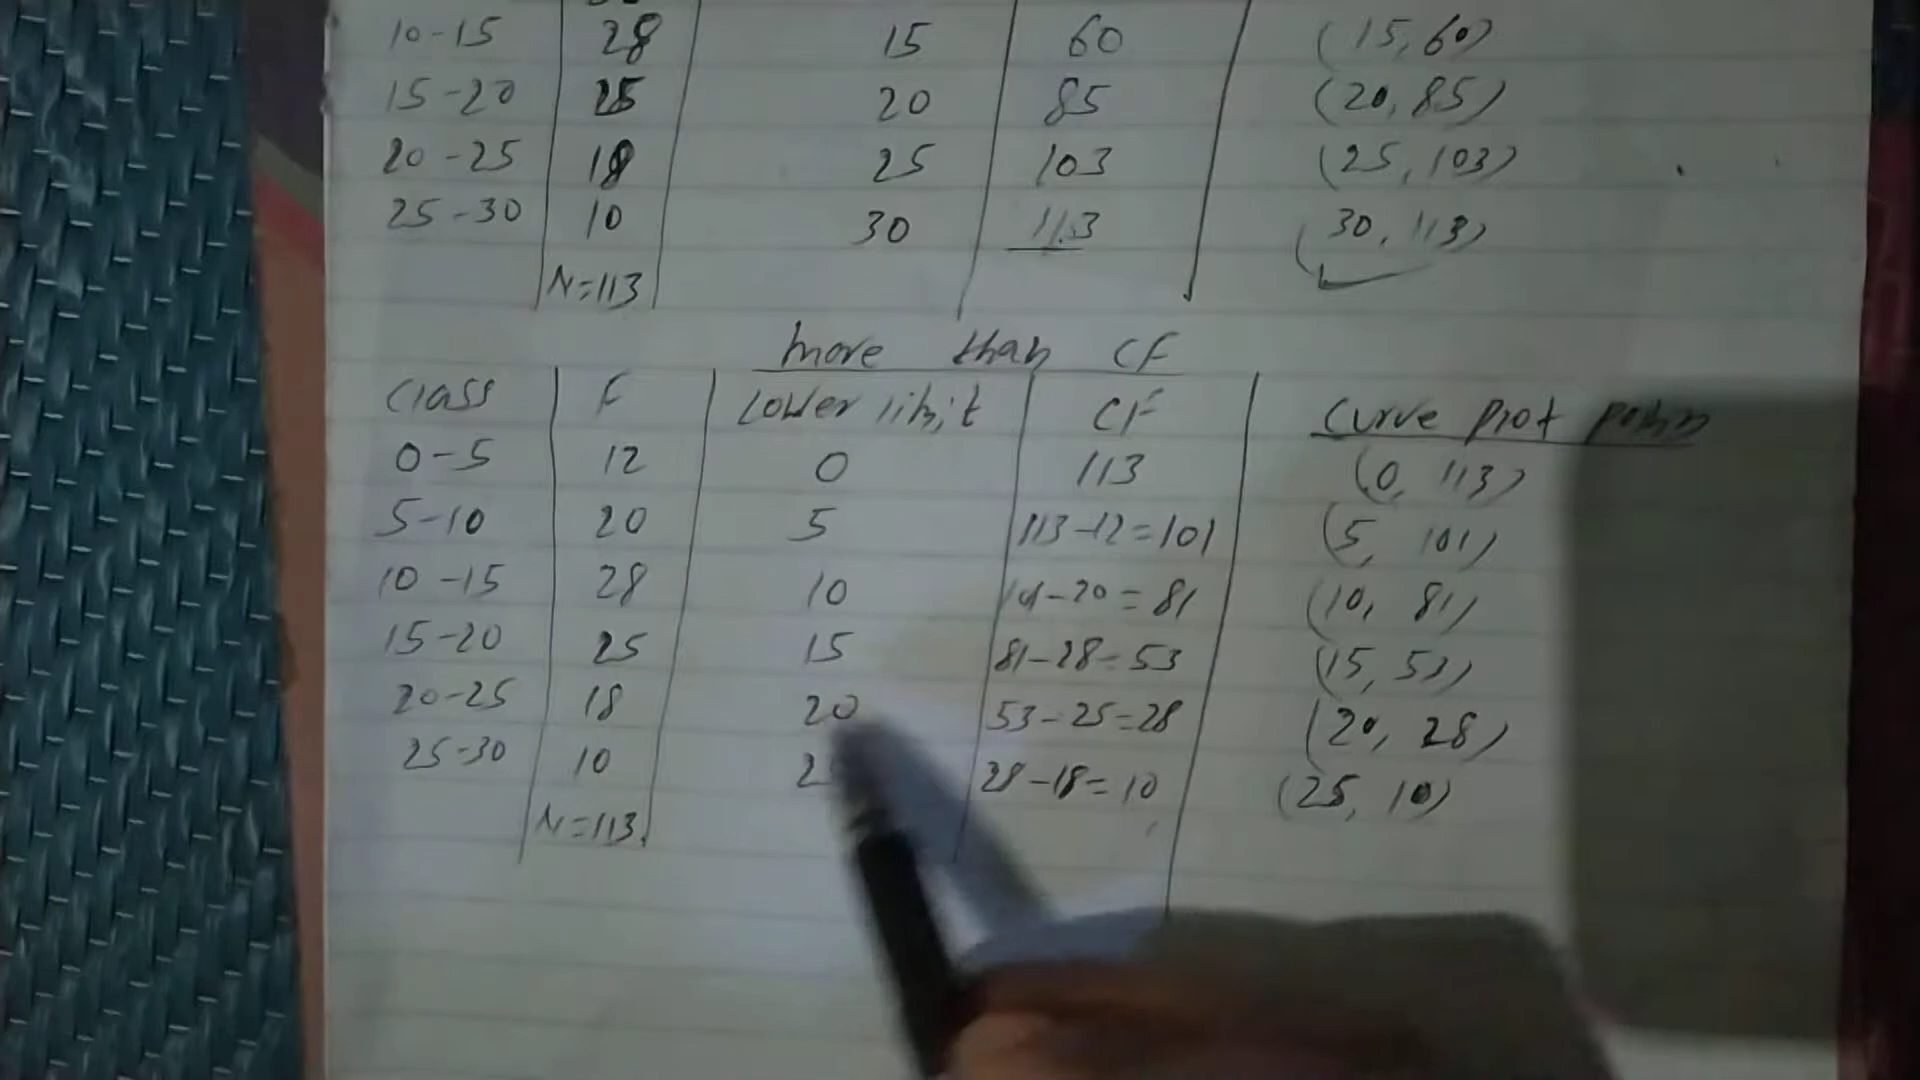 10-15 28 15 60 (15,60)
15-20 25 20 85 (20,85)
20-25 18 25 103 (25,103)
25-30 10 30 113 (30,113)
N=113
more than CF
Class F Lower limit CF Curve plot
0-5 12 0 113 (0, 113)
5-10 20 5 113-12=101 (5, 101)
10-15 28 10 101-20=81 (10, 81)
15-20 25 15 81-28=53 (15, 53)
20-25 18 20 53-25=28 (20, 28)
25-30 10 28-18=10 (25, 10)
N=113